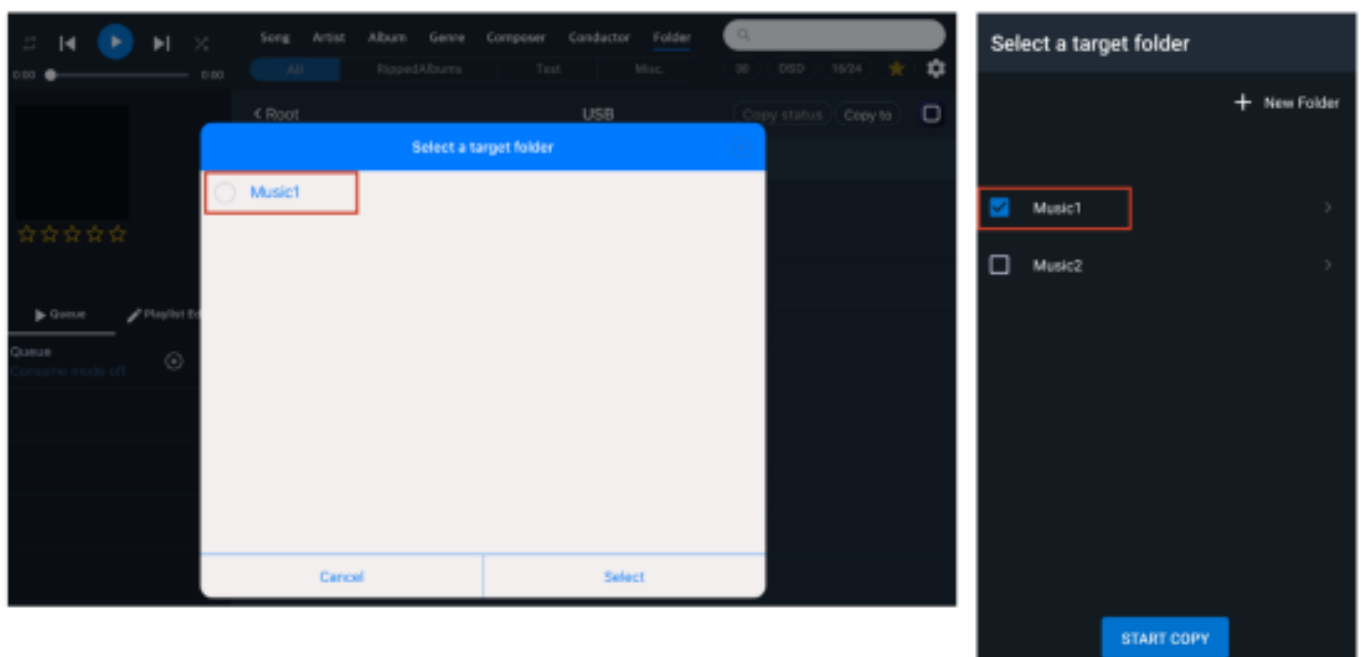 Song Artist Album Genre Composer Conductor Folder
0:00 0:00
All RippedAlbums Test Misc. DSD 16/24
< Root USB Copy status Copy to
Select a target folder
Music1
Queue Playlist Ed
Queue
Consume mode off
Cancel Select
Select a target folder
+ New Folder
Music1
Music2
START COPY